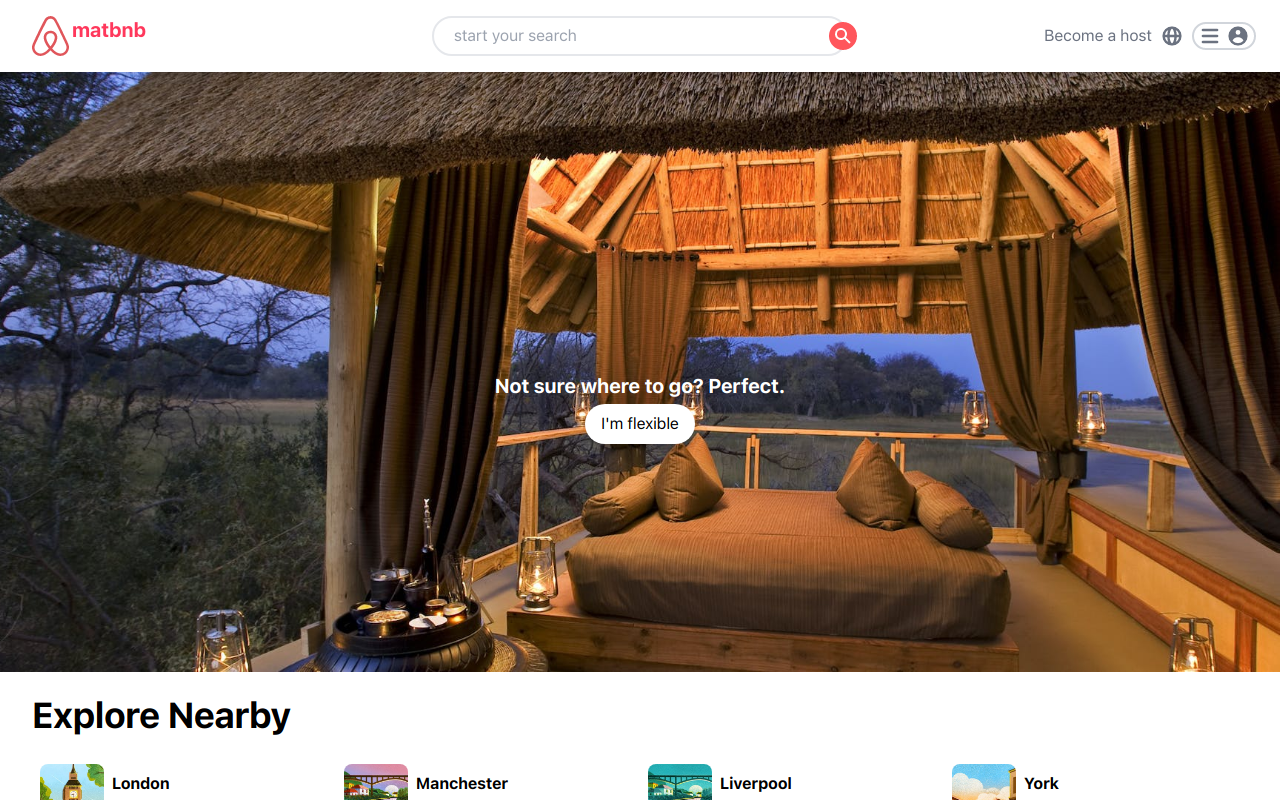 matbnb
start your search
Become a host
Not sure where to go? Perfect.
I'm flexible
Explore Nearby
London
Manchester
Liverpool
York